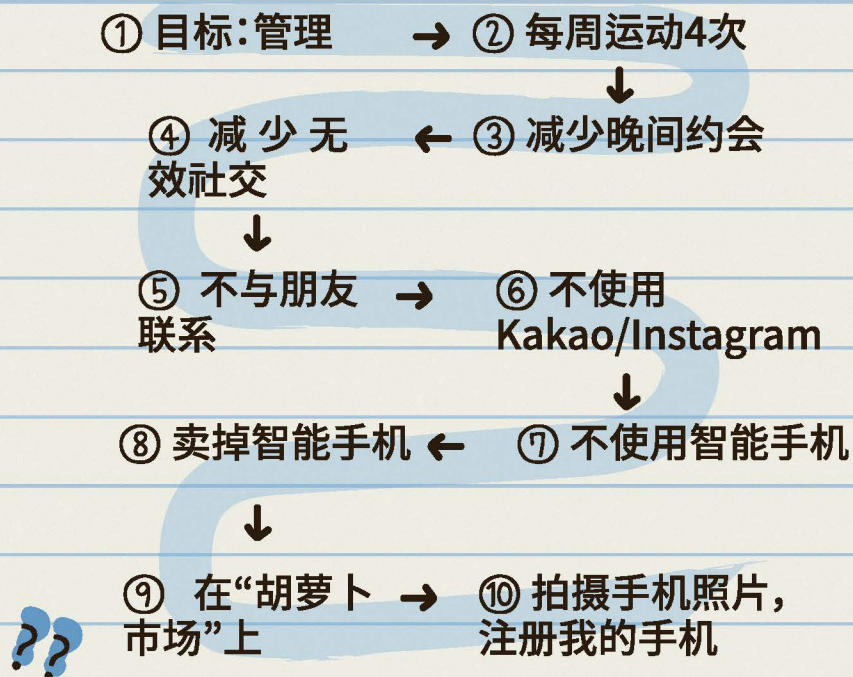 ① 目标：管理 → ② 每周运动4次
↓
④ 减少无 ← ③ 减少晚间约会
效社交
↓
⑤ 不与朋友 → ⑥ 不使用
联系 Kakao/Instagram
↓
⑧ 卖掉智能手机 ← ⑦ 不使用智能手机
↓
⑨ 在“胡萝卜 → ⑩ 拍摄手机照片，
市场”上 注册我的手机
??